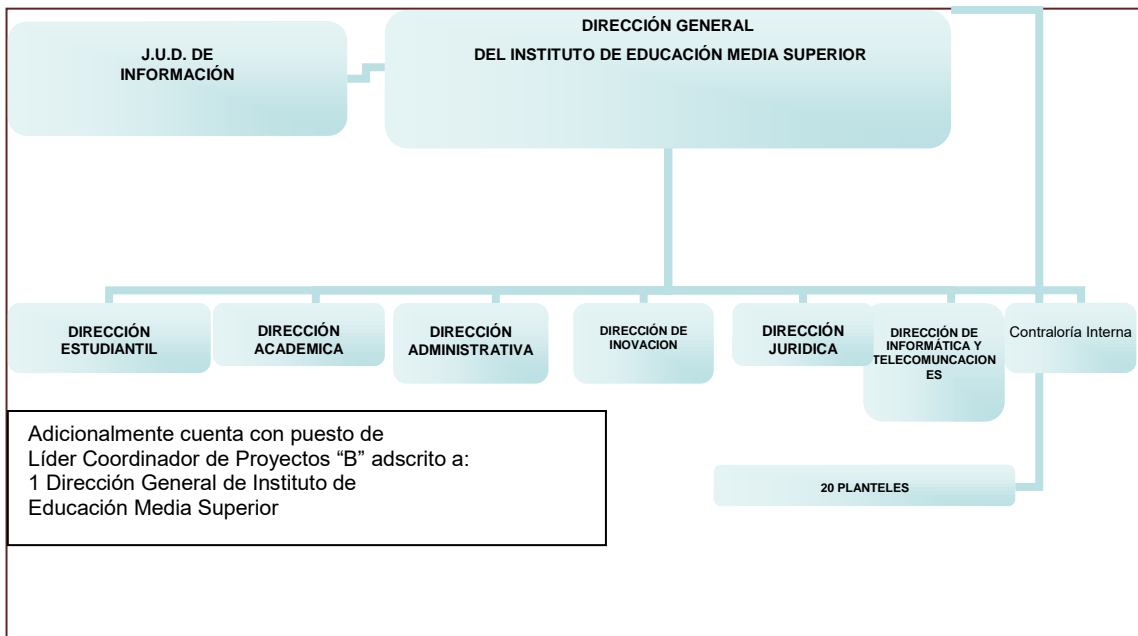 DIRECCIÓN GENERAL
DEL INSTITUTO DE EDUCACIÓN MEDIA SUPERIOR
J.U.D. DE
INFORMACIÓN
DIRECCIÓN
ESTUDIANTIL
DIRECCIÓN
ACADEMICA
DIRECCIÓN
ADMINISTRATIVA
DIRECCIÓN DE
INOVACION
DIRECCIÓN
JURIDICA
DIRECCIÓN DE
INFORMÁTICA Y
TELECOMUNCACION
ES
Contraloría Interna
Adicionalmente cuenta con puesto de
Líder Coordinador de Proyectos “B” adscrito a:
1 Dirección General de Instituto de
Educación Media Superior
20 PLANTELES